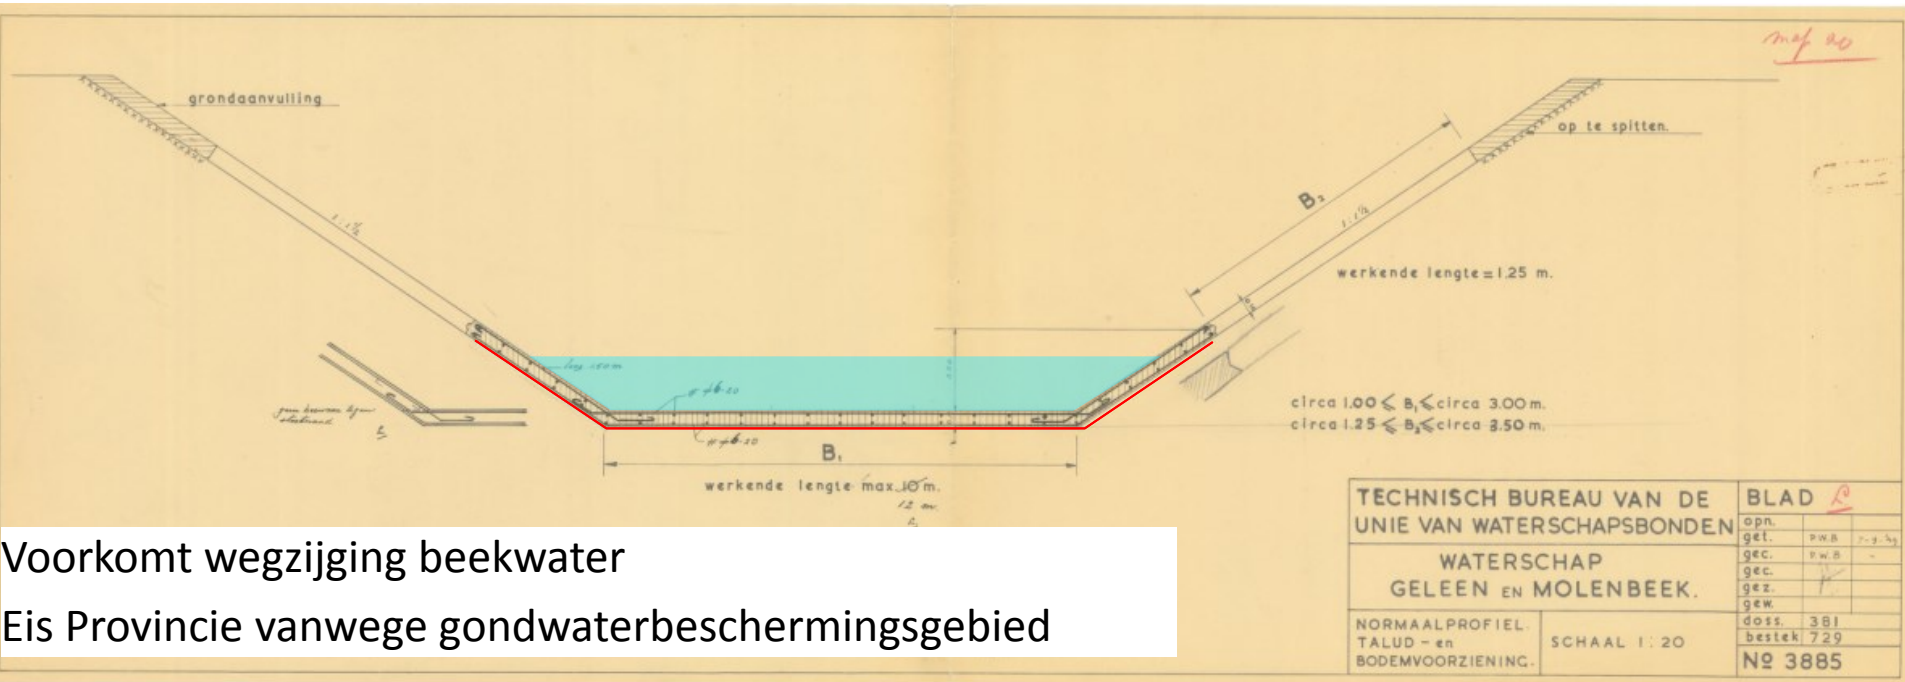 map 20
grondaanvulling
op te spitten.
B₂
1:1½
1:1½
werkende lengte = 1.25 m.
circa 1.00 ⩽ B₁ ⩽ circa 3.00 m.
circa 1.25 ⩽ B₂ ⩽ circa 3.50 m.
B₁
werkende lengte max. 10 m.
12 m.
Voorkomt wegzijging beekwater
Eis Provincie vanwege gondwaterbeschermingsgebied
TECHNISCH BUREAU VAN DE
UNIE VAN WATERSCHAPSBONDEN
WATERSCHAP
GELEEN EN MOLENBEEK.
NORMAALPROFIEL.
TALUD - en
BODEMVOORZIENING.
SCHAAL 1:20
BLAD
opn.
get. P.W.B
gec. P.W.B -
gec.
gez.
gew.
doss. 381
bestek 729
Nº 3885